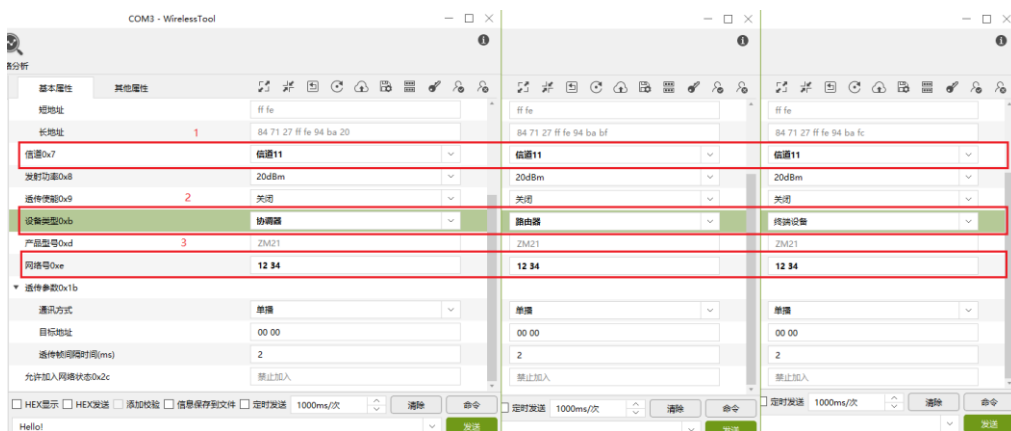 COM3 - WirelessTool
络分析
基本属性 其他属性
短地址 ff fe ff fe ff fe
长地址 1 84 71 27 ff fe 94 ba 20 84 71 27 ff fe 94 ba bf 84 71 27 ff fe 94 ba fc
信道0x7 信道11 信道11 信道11
发射功率0x8 20dBm 20dBm 20dBm
透传使能0x9 2 关闭 关闭 关闭
设备类型0xb 协调器 路由器 终端设备
产品型号0xd 3 ZM21 ZM21 ZM21
网络号0xe 12 34 12 34 12 34
透传参数0x1b
通讯方式 单播 单播 单播
目标地址 00 00 00 00 00 00
透传帧间隔时间(ms) 2 2 2
允许加入网络状态0x2c 禁止加入 禁止加入 禁止加入
HEX显示 HEX发送 添加校验 信息保存到文件 定时发送 1000ms/次 清除 命令 定时发送 1000ms/次 清除 命令 定时发送 1000ms/次 清除 命令
Hello! 发送 发送 发送